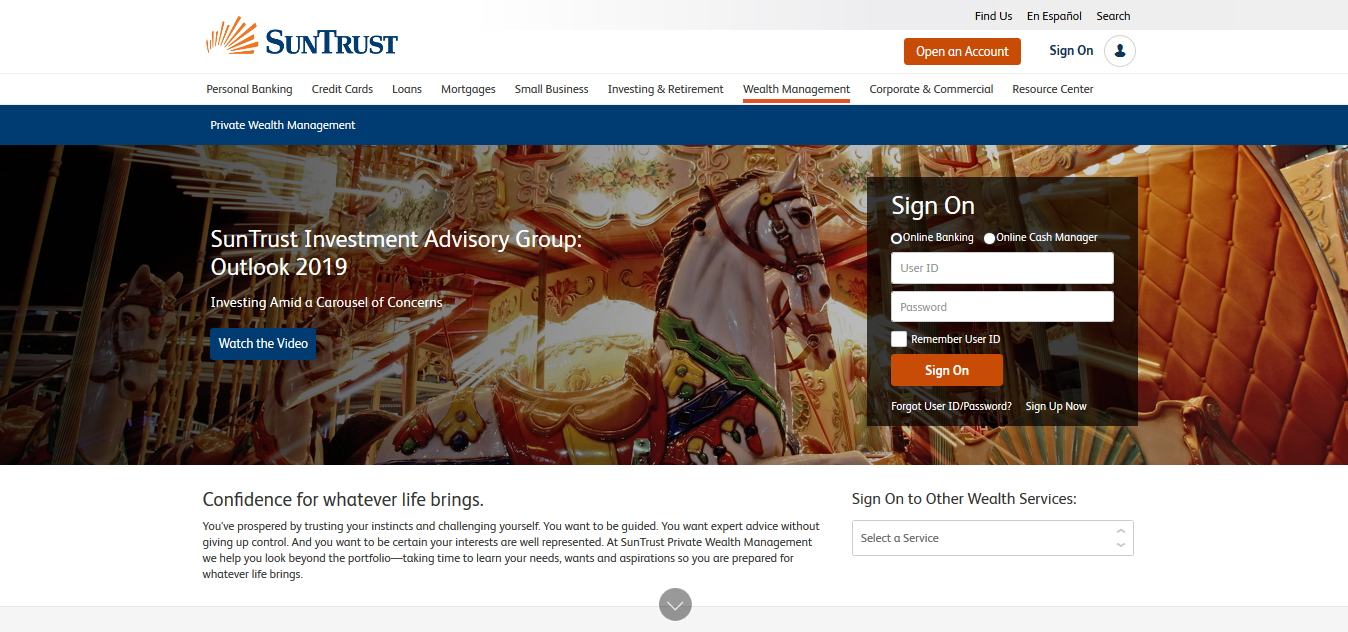 Find Us En Español Search
SUNTRUST
Open an Account Sign On
Personal Banking Credit Cards Loans Mortgages Small Business Investing & Retirement Wealth Management Corporate & Commercial Resource Center
Private Wealth Management
SunTrust Investment Advisory Group:
Outlook 2019
Investing Amid a Carousel of Concerns
Watch the Video
Sign On
Online Banking Online Cash Manager
User ID
Password
Remember User ID
Sign On
Forgot User ID/Password? Sign Up Now
Confidence for whatever life brings.
You've prospered by trusting your instincts and challenging yourself. You want to be guided. You want expert advice without
giving up control. And you want to be certain your interests are well represented. At SunTrust Private Wealth Management
we help you look beyond the portfolio—taking time to learn your needs, wants and aspirations so you are prepared for
whatever life brings.
Sign On to Other Wealth Services:
Select a Service